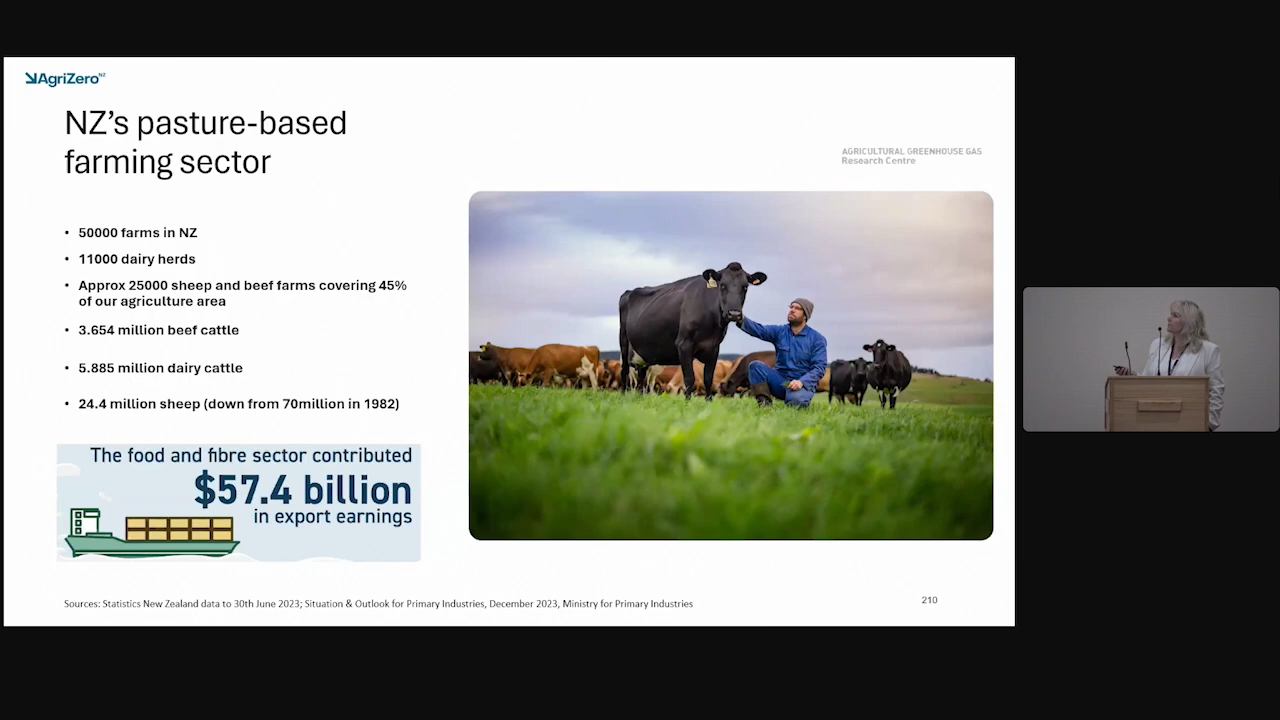 AgriZero NZ
NZ's pasture-based
farming sector
AGRICULTURAL GREENHOUSE GAS
Research Centre
• 50000 farms in NZ
• 11000 dairy herds
• Approx 25000 sheep and beef farms covering 45%
of our agriculture area
• 3.654 million beef cattle
• 5.885 million dairy cattle
• 24.4 million sheep (down from 70million in 1982)
The food and fibre sector contributed
$57.4 billion
in export earnings
Sources: Statistics New Zealand data to 30th June 2023; Situation & Outlook for Primary Industries, December 2023, Ministry for Primary Industries
210